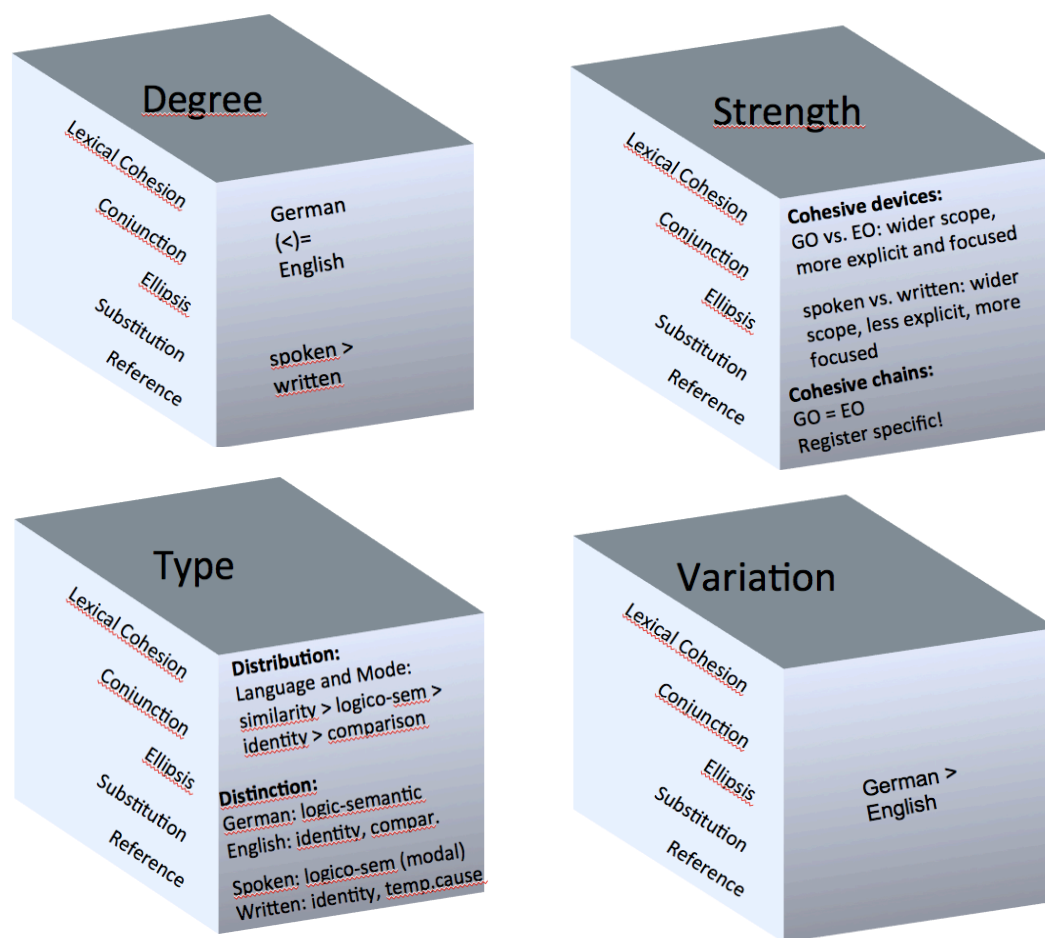 Degree
Lexical Cohesion
Conjunction
Ellipsis
Substitution
Reference
German
(<)=
English
spoken >
written
Strength
Lexical Cohesion
Conjunction
Ellipsis
Substitution
Reference
Cohesive devices:
GO vs. EO: wider scope,
more explicit and focused
spoken vs. written: wider
scope, less explicit, more
focused
Cohesive chains:
GO = EO
Register specific!
Type
Lexical Cohesion
Conjunction
Ellipsis
Substitution
Reference
Distribution:
Language and Mode:
similarity > logico-sem >
identity > comparison
Distinction:
German: logic-semantic
English: identity, compar.
Spoken: logico-sem (modal)
Written: identity, temp.cause
Variation
Lexical Cohesion
Conjunction
Ellipsis
Substitution
Reference
German >
English